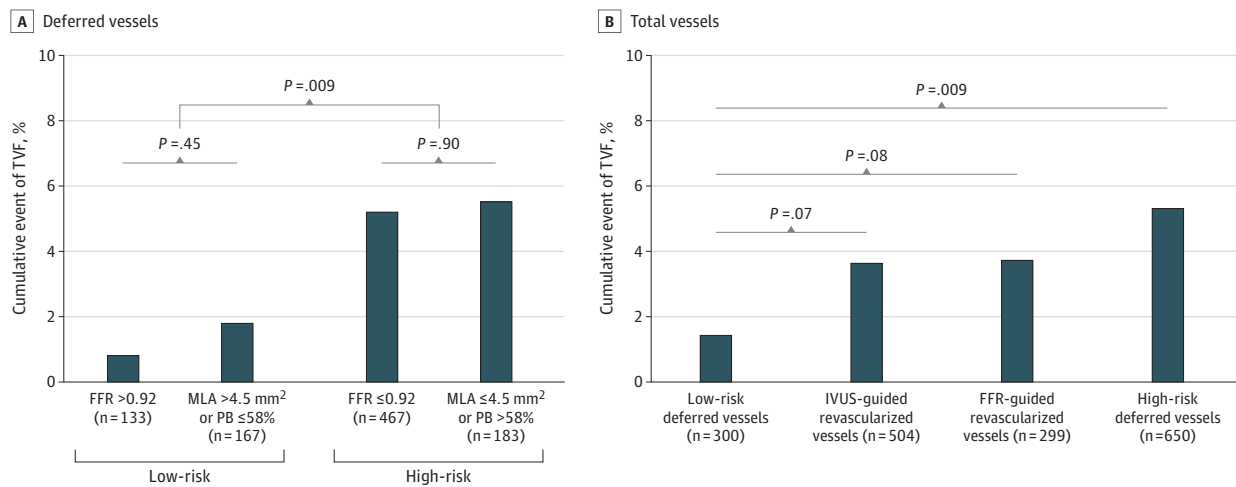 A Deferred vessels
10
8
6
4
2
0
Cumulative event of TVF, %
P =.009
P =.45
P =.90
FFR >0.92
(n = 133)
MLA >4.5 mm²
or PB ≤58%
(n = 167)
FFR ≤0.92
(n = 467)
MLA ≤4.5 mm²
or PB >58%
(n = 183)
Low-risk
High-risk
B Total vessels
10
8
6
4
2
0
Cumulative event of TVF, %
P =.009
P =.08
P =.07
Low-risk
deferred vessels
(n = 300)
IVUS-guided
revascularized
vessels (n = 504)
FFR-guided
revascularized
vessels (n = 299)
High-risk
deferred vessels
(n = 650)